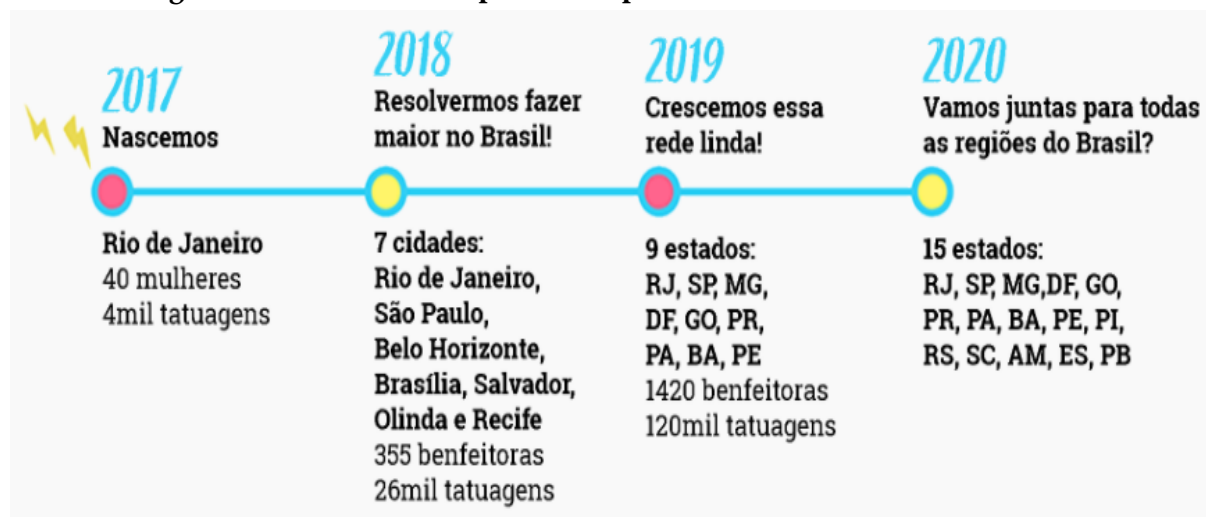 2017
Nascemos
Rio de Janeiro
40 mulheres
4mil tatuagens
2018
Resolvermos fazer
maior no Brasil!
7 cidades:
Rio de Janeiro,
São Paulo,
Belo Horizonte,
Brasília, Salvador,
Olinda e Recife
355 benfeitoras
26mil tatuagens
2019
Crescemos essa
rede linda!
9 estados:
RJ, SP, MG,
DF, GO, PR,
PA, BA, PE
1420 benfeitoras
120mil tatuagens
2020
Vamos juntas para todas
as regiões do Brasil?
15 estados:
RJ, SP, MG,DF, GO,
PR, PA, BA, PE, PI,
RS, SC, AM, ES, PB